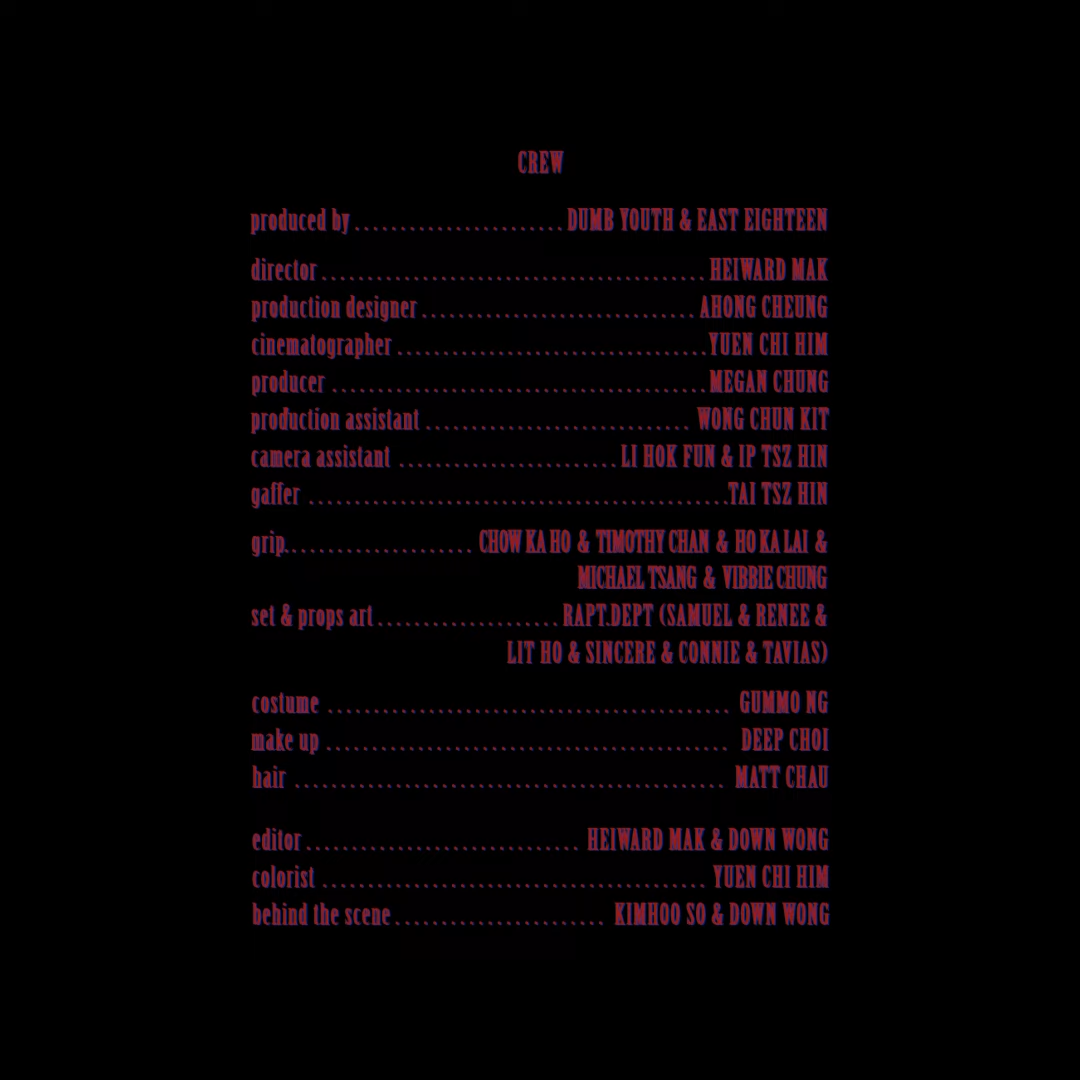 CREW
produced by ....................... DUMB YOUTH & EAST EIGHTEEN
director .......................................... HEIWARD MAK
production designer .............................. AHONG CHEUNG
cinematographer .................................. YUEN CHI HIM
producer ......................................... MEGAN CHUNG
production assistant ............................. WONG CHUN KIT
camera assistant ........................ LI HOK FUN & IP TSZ HIN
gaffer .............................................. TAI TSZ HIN
grip..................... CHOW KA HO & TIMOTHY CHAN & HO KA LAI &
MICHAEL TSANG & VIBBIE CHUNG
set & props art .................... RAPT.DEPT (SAMUEL & RENEE &
LIT HO & SINCERE & CONNIE & TAVIAS)
costume ............................................ GUMMO NG
make up ............................................ DEEP CHOI
hair ............................................... MATT CHAU
editor .............................. HEIWARD MAK & DOWN WONG
colorist .......................................... YUEN CHI HIM
behind the scene ....................... KIMHOO SO & DOWN WONG